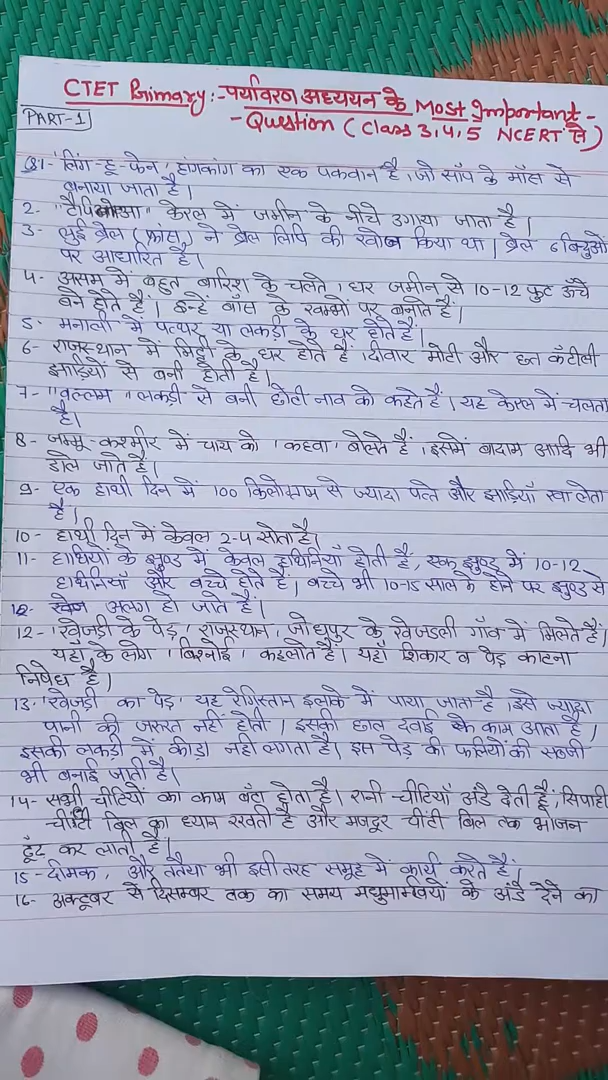 CTET Primary:- पर्यावरण अध्ययन के Most Important -
PART-1
- Question (Class 3,4,5 NCERT से)
Q1- 'लिंग-हू-फेन' हांगकांग का एक पकवान है, जो साँप के माँस से
बनाया जाता है।
2- "टैपिओका" केरल में जमीन के नीचे उगाया जाता है।
3- लुई ब्रेल (फ्रांस) ने ब्रेल लिपि की खोज किया था। ब्रेल 6 बिन्दुओं
पर आधारित है।
4- असम में बहुत बारिश के चलते, घर जमीन से 10-12 फुट ऊँचे
बने होते हैं। इन्हें बाँस के खम्भों पर बनाते हैं।
5- मनाली में पत्थर या लकड़ी के घर होते हैं।
6- राजस्थान में मिट्टी के घर होते हैं, दीवार मोटी और छत कँटीली
झाड़ियों से बनी होती है।
7- "वल्लम" लकड़ी से बनी छोटी नाव को कहते है। यह केरल में चलता
है।
8- जम्मू-कश्मीर में चाय को 'कहवा' बोलते हैं, इसमें बादाम आदि भी
डाले जाते है।
9- एक हाथी दिन में 100 किलोग्राम से ज्यादा पत्ते और झाड़ियाँ खा लेता
है।
10- हाथी दिन में केवल 2-4 सोता है।
11- हाथियों के झुण्ड में केवल हथिनियाँ होती हैं, एक झुण्ड में 10-12
हाथिनियाँ और बच्चे होते हैं। बच्चे भी 10-15 साल के होने पर झुण्ड से
12- अलग हो जाते हैं।
12- 'खेजड़ी के पेड़', राजस्थान, जोधपुर के खेजडली गाँव में मिलते हैं,
यहाँ के लोग 'बिश्नोई' कहलाते हैं। यहाँ शिकार व पेड़ काटना
निषेध है।
13- 'खेजड़ी का पेड़, यह रेगिस्तान इलाके में पाया जाता है। इसे ज्यादा
पानी की जरुरत नहीं होती। इसकी छाल दवाई के काम आता है।
इसकी लकड़ी में कीड़ा नहीं लगता है। इस पेड़ की फलियों की सब्जी
भी बनाई जाती है।
14- सभी चीटियों का काम बँटा होता है। रानी चीटियाँ अंडे देती हैं, सिपाही
चींटी बिल का ध्यान रखती है और मजदूर चींटी बिल तक भोजन
ढूँढ कर लाती है।
15- दीमक, और ततैया भी इसी तरह समूह में कार्य करते हैं।
16- अक्टूबर से दिसम्बर तक का समय मधुमक्खियों के अंडे देने का